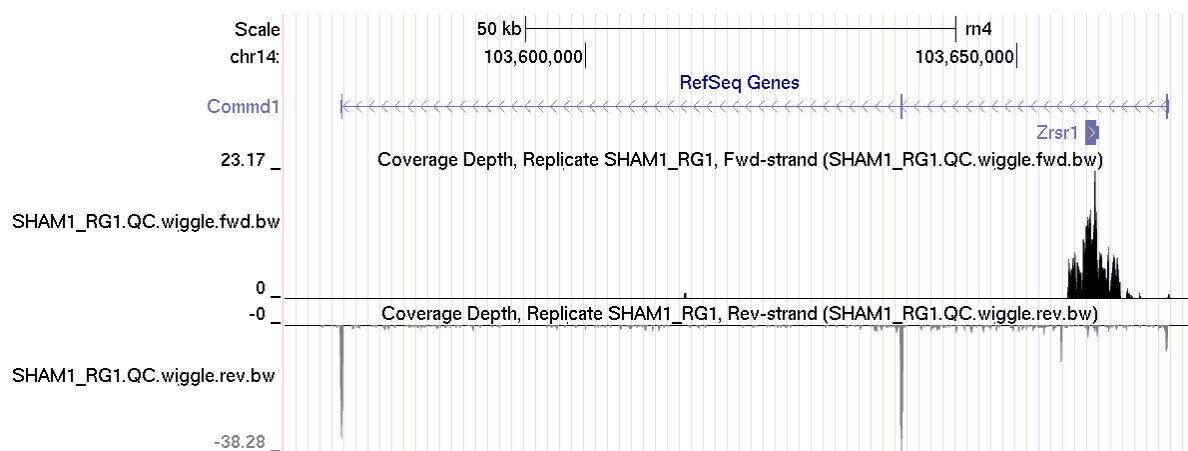 Scale 50 kb rn4
chr14: 103,600,000 103,650,000
RefSeq Genes
Commd1
Zrsr1
23.17 _ Coverage Depth, Replicate SHAM1_RG1, Fwd-strand (SHAM1_RG1.QC.wiggle.fwd.bw)
SHAM1_RG1.QC.wiggle.fwd.bw
0 _
-0 _ Coverage Depth, Replicate SHAM1_RG1, Rev-strand (SHAM1_RG1.QC.wiggle.rev.bw)
SHAM1_RG1.QC.wiggle.rev.bw
-38.28 _